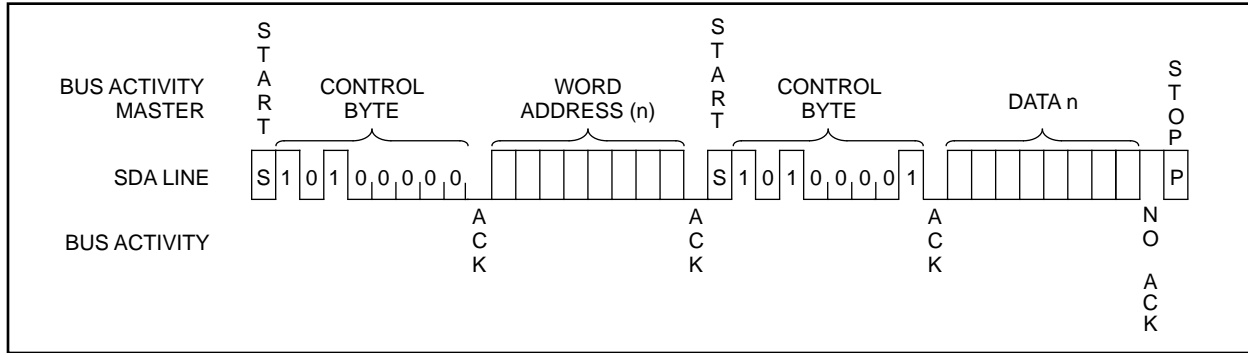 START
START
STOP
BUS ACTIVITY
MASTER
CONTROL
BYTE
WORD
ADDRESS (n)
CONTROL
BYTE
DATA n
SDA LINE
S 1 0 1 0 0 0 0 0
S 1 0 1 0 0 0 0 1
P
BUS ACTIVITY
ACK
ACK
ACK
NO ACK